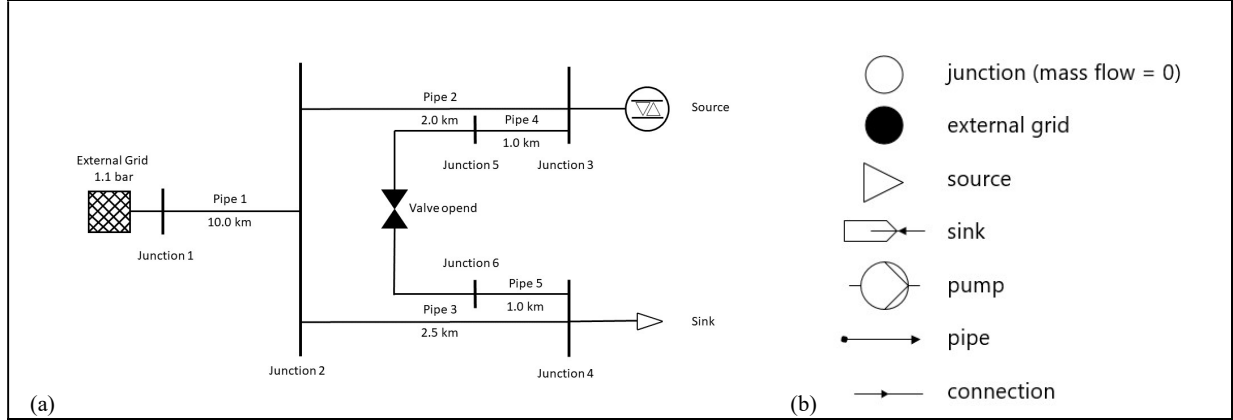 Pipe 2
2.0 km
Source
Pipe 4
1.0 km
Junction 5
Junction 3
External Grid
1.1 bar
Pipe 1
10.0 km
Valve opend
Junction 1
Junction 6
Pipe 5
1.0 km
Pipe 3
2.5 km
Sink
Junction 2
Junction 4
(a)
junction (mass flow = 0)
external grid
source
sink
pump
pipe
connection
(b)